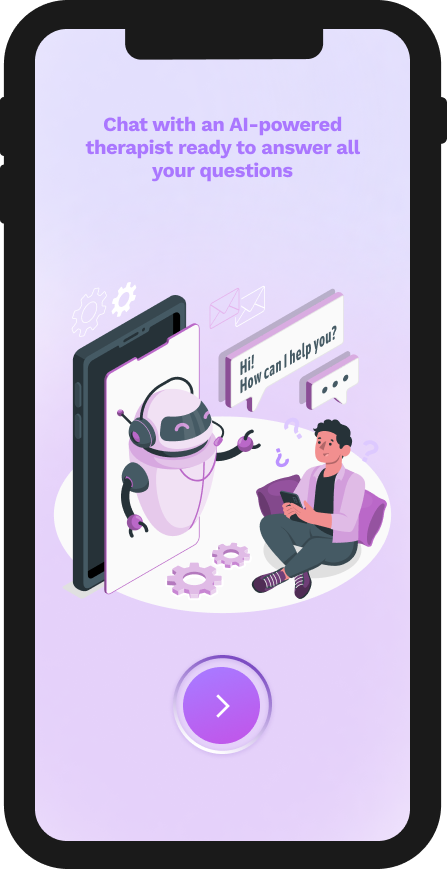 Chat with an AI-powered
therapist ready to answer all
your questions
Hi!
How can I help you?
?
?
?